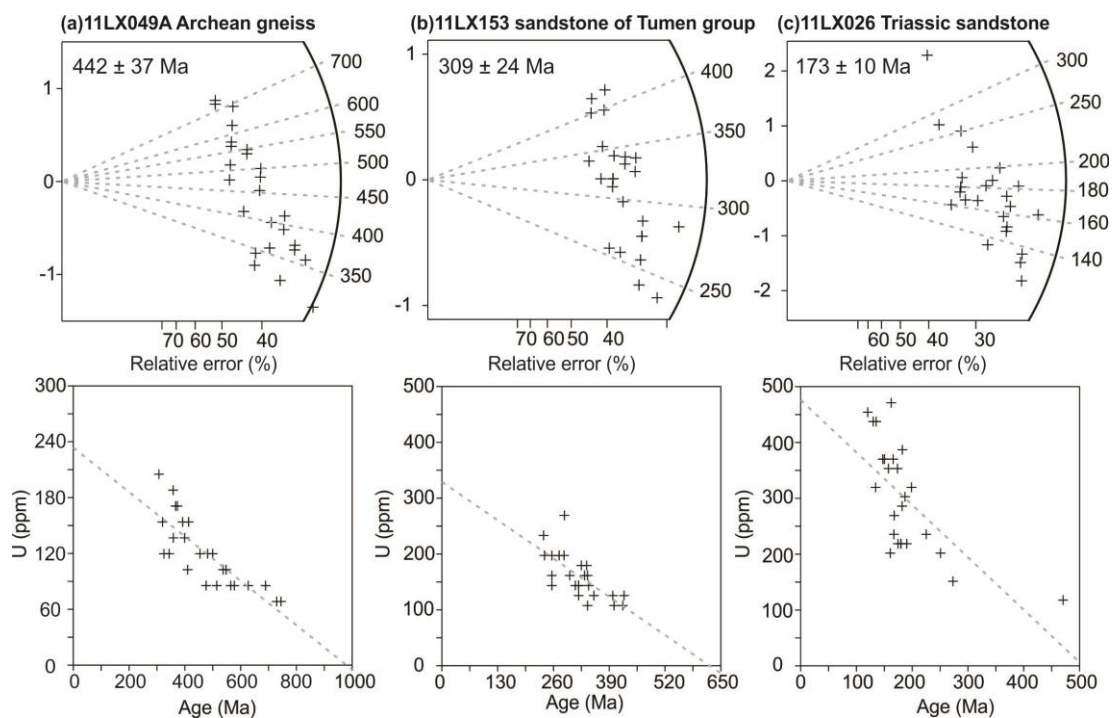 (a)11LX049A Archean gneiss
442 ± 37 Ma
1
0
-1
700
600
550
500
450
400
350
70 60 50 40
Relative error (%)
(b)11LX153 sandstone of Tumen group
309 ± 24 Ma
1
0
-1
400
350
300
250
70 60 50 40
Relative error (%)
(c)11LX026 Triassic sandstone
173 ± 10 Ma
2
1
0
-1
-2
300
250
200
180
160
140
60 50 40 30
Relative error (%)
U (ppm)
300
240
180
120
60
0
0 200 400 600 800 1000
Age (Ma)
U (ppm)
500
400
300
200
100
0
0 130 260 390 520 650
Age (Ma)
U (ppm)
500
400
300
200
100
0
0 100 200 300 400 500
Age (Ma)